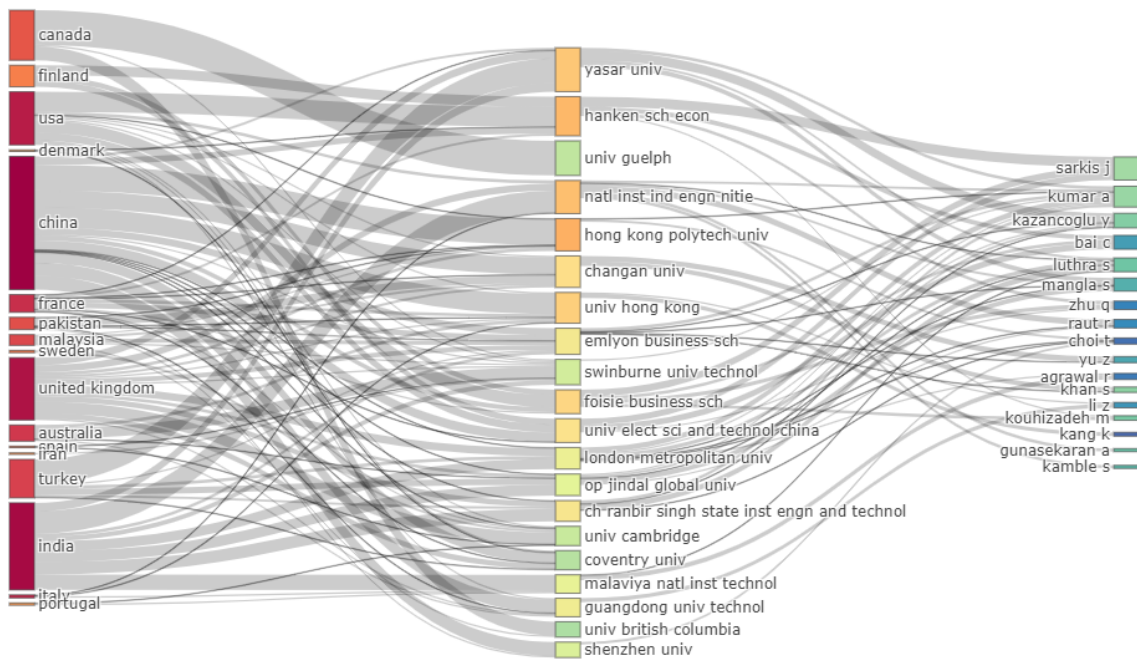 canada
finland
usa
denmark
china
france
pakistan
malaysia
sweden
united kingdom
australia
spain
iran
turkey
india
italy
portugal
yasar univ
hanken sch econ
univ guelph
natl inst ind engn nitie
hong kong polytech univ
changan univ
univ hong kong
emlyon business sch
swinburne univ technol
foisie business sch
univ elect sci and technol china
london metropolitan univ
op jindal global univ
ch ranbir singh state inst engn and technol
univ cambridge
coventry univ
malaviya natl inst technol
guangdong univ technol
univ british columbia
shenzhen univ
sarkis j
kumar a
kazancoglu y
bai c
luthra s
mangla s
zhu q
raut r
choi t
yu z
agrawal r
khan s
li z
kouhizadeh m
kang k
gunasekaran a
kamble s